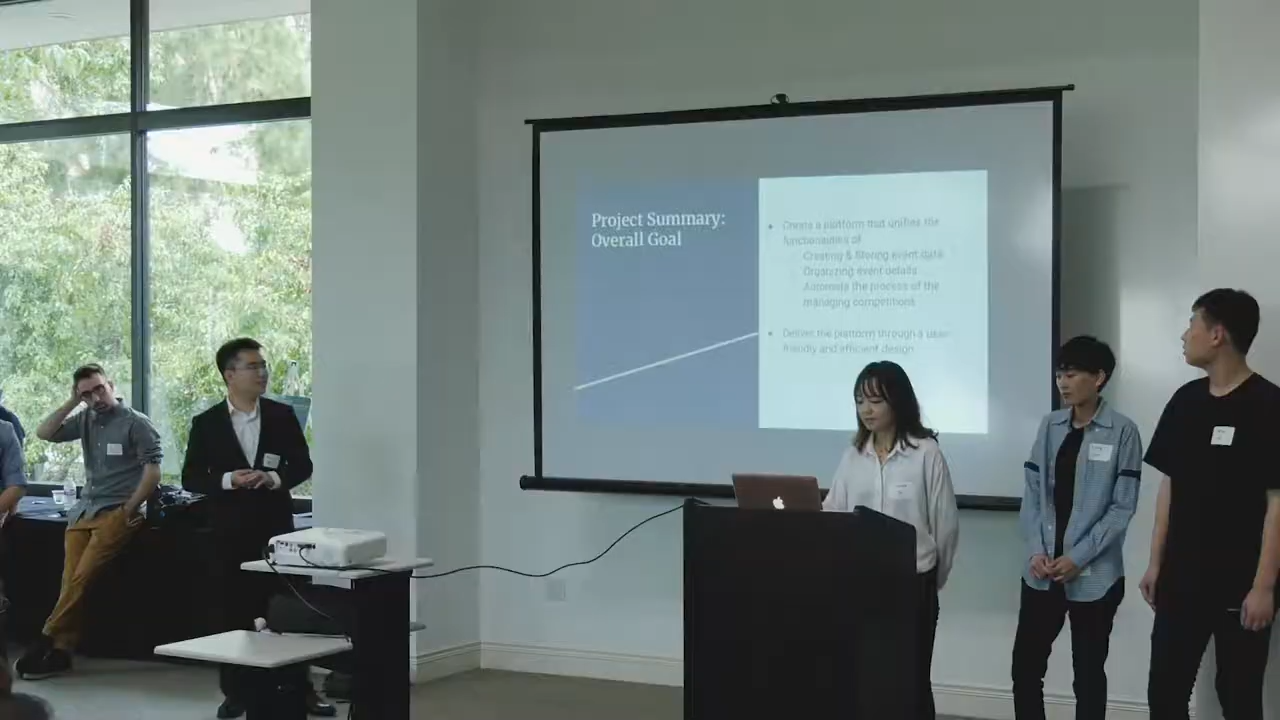 Project Summary:
Overall Goal
Create a platform that unifies the
functionalities of
Creating & Storing event data
Organizing event details
Automate the process of the
managing competitions
Deliver the platform through a user
friendly and efficient design